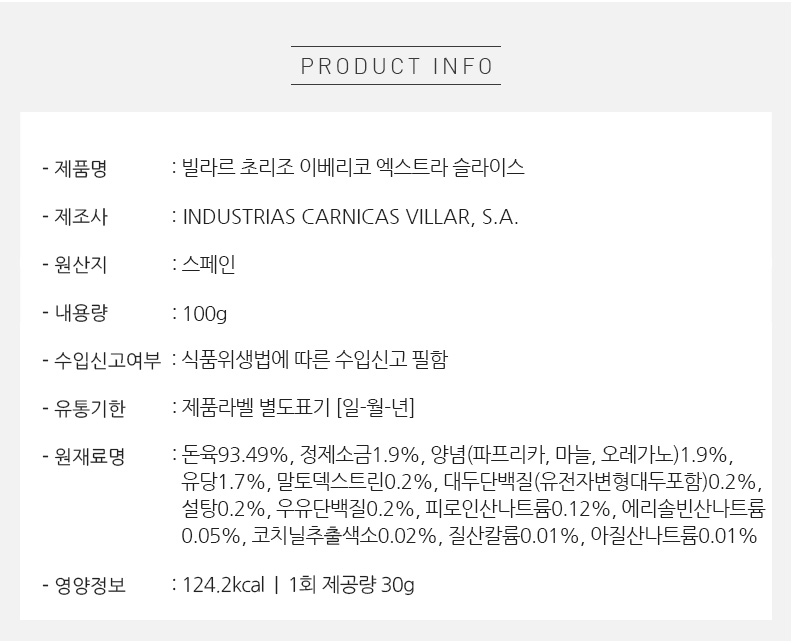 PRODUCT INFO
- 제품명 : 빌라르 초리조 이베리코 엑스트라 슬라이스
- 제조사 : INDUSTRIAS CARNICAS VILLAR, S.A.
- 원산지 : 스페인
- 내용량 : 100g
- 수입신고여부 : 식품위생법에 따른 수입신고 필함
- 유통기한 : 제품라벨 별도표기 [일-월-년]
- 원재료명 : 돈육93.49%, 정제소금1.9%, 양념(파프리카, 마늘, 오레가노)1.9%,
유당1.7%, 말토덱스트린0.2%, 대두단백질(유전자변형대두포함)0.2%,
설탕0.2%, 우유단백질0.2%, 피로인산나트륨0.12%, 에리솔빈산나트륨
0.05%, 코치닐추출색소0.02%, 질산칼륨0.01%, 아질산나트륨0.01%
- 영양정보 : 124.2kcal | 1회 제공량 30g